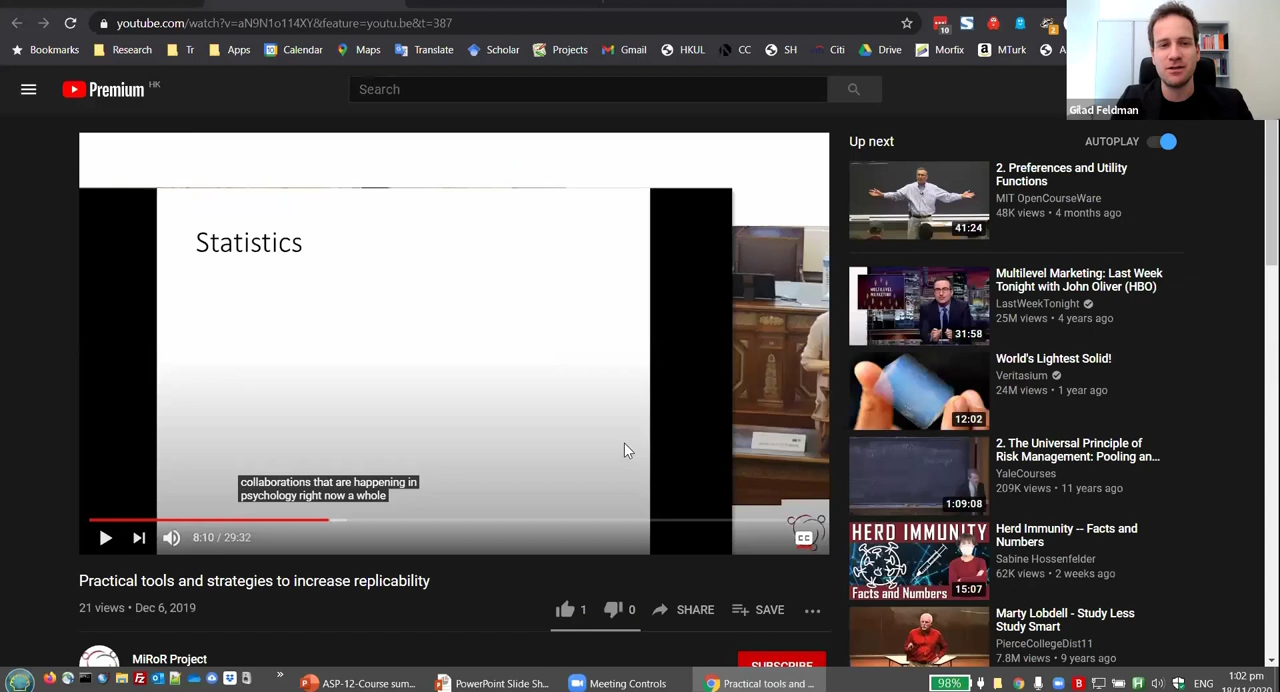 youtube.com/watch?v=aN9N1o114XY&feature=youtu.be&t=387
10
2
Bookmarks Research Tr Apps Calendar Maps Translate Scholar Projects Gmail HKUL CC SH Citi Drive Morfix MTurk
Premium HK
Search
Gilad Feldman
Statistics
collaborations that are happening in
psychology right now a whole
8:10 / 29:32
CC
Practical tools and strategies to increase replicability
21 views • Dec 6, 2019
1 0 SHARE SAVE
MiRoR Project
SUBSCRIBE
Up next
AUTOPLAY
41:24
2. Preferences and Utility
Functions
MIT OpenCourseWare
48K views • 4 months ago
MULTILEVEL
MARKETING
31:58
Multilevel Marketing: Last Week
Tonight with John Oliver (HBO)
LastWeekTonight
25M views • 4 years ago
12:02
World's Lightest Solid!
Veritasium
24M views • 1 year ago
1:09:08
2. The Universal Principle of
Risk Management: Pooling an...
YaleCourses
209K views • 11 years ago
HERD IMMUNITY
Facts and Numbers
15:07
Herd Immunity -- Facts and
Numbers
Sabine Hossenfelder
62K views • 2 weeks ago
Marty Lobdell - Study Less
Study Smart
PierceCollegeDist11
7.8M views • 9 years ago
ASP-12-Course sum... PowerPoint Slide Sh... Meeting Controls Practical tools and ...
98%
ENG
1:02 pm